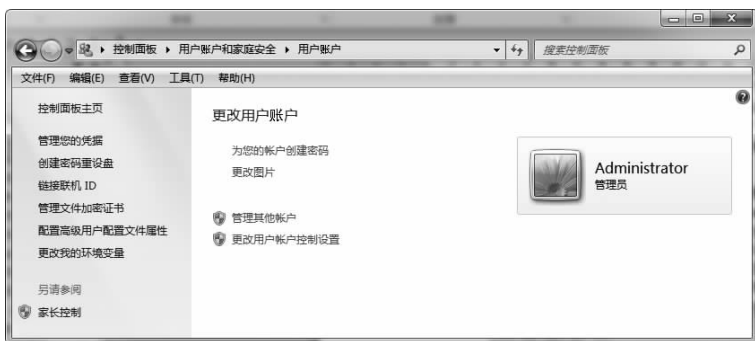 控制面板 ▸ 用户账户和家庭安全 ▸ 用户账户
搜索控制面板
文件(F) 编辑(E) 查看(V) 工具(T) 帮助(H)
控制面板主页
管理您的凭据
创建密码重设盘
链接联机 ID
管理文件加密证书
配置高级用户配置文件属性
更改我的环境变量
另请参阅
家长控制
更改用户账户
为您的帐户创建密码
更改图片
管理其他帐户
更改用户帐户控制设置
Administrator
管理员